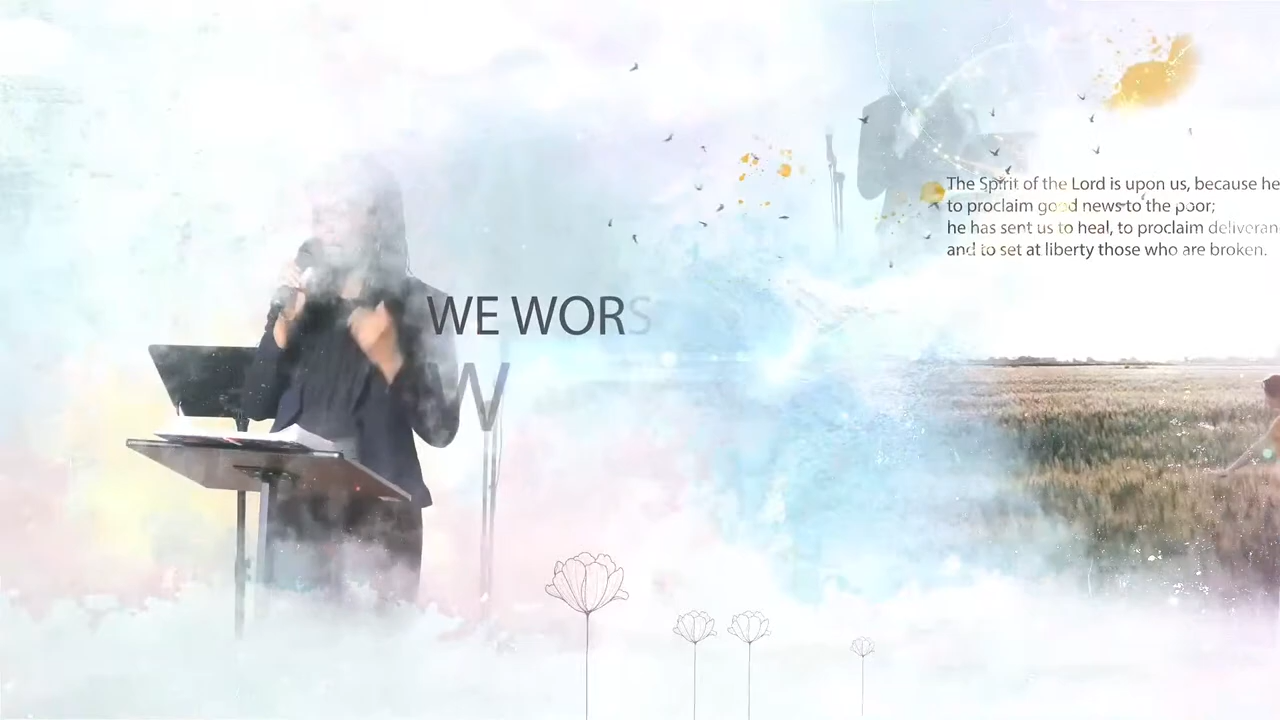 WE WORS
W
The Spirit of the Lord is upon us, because he
to proclaim good news to the poor;
he has sent us to heal, to proclaim deliveran
and to set at liberty those who are broken.